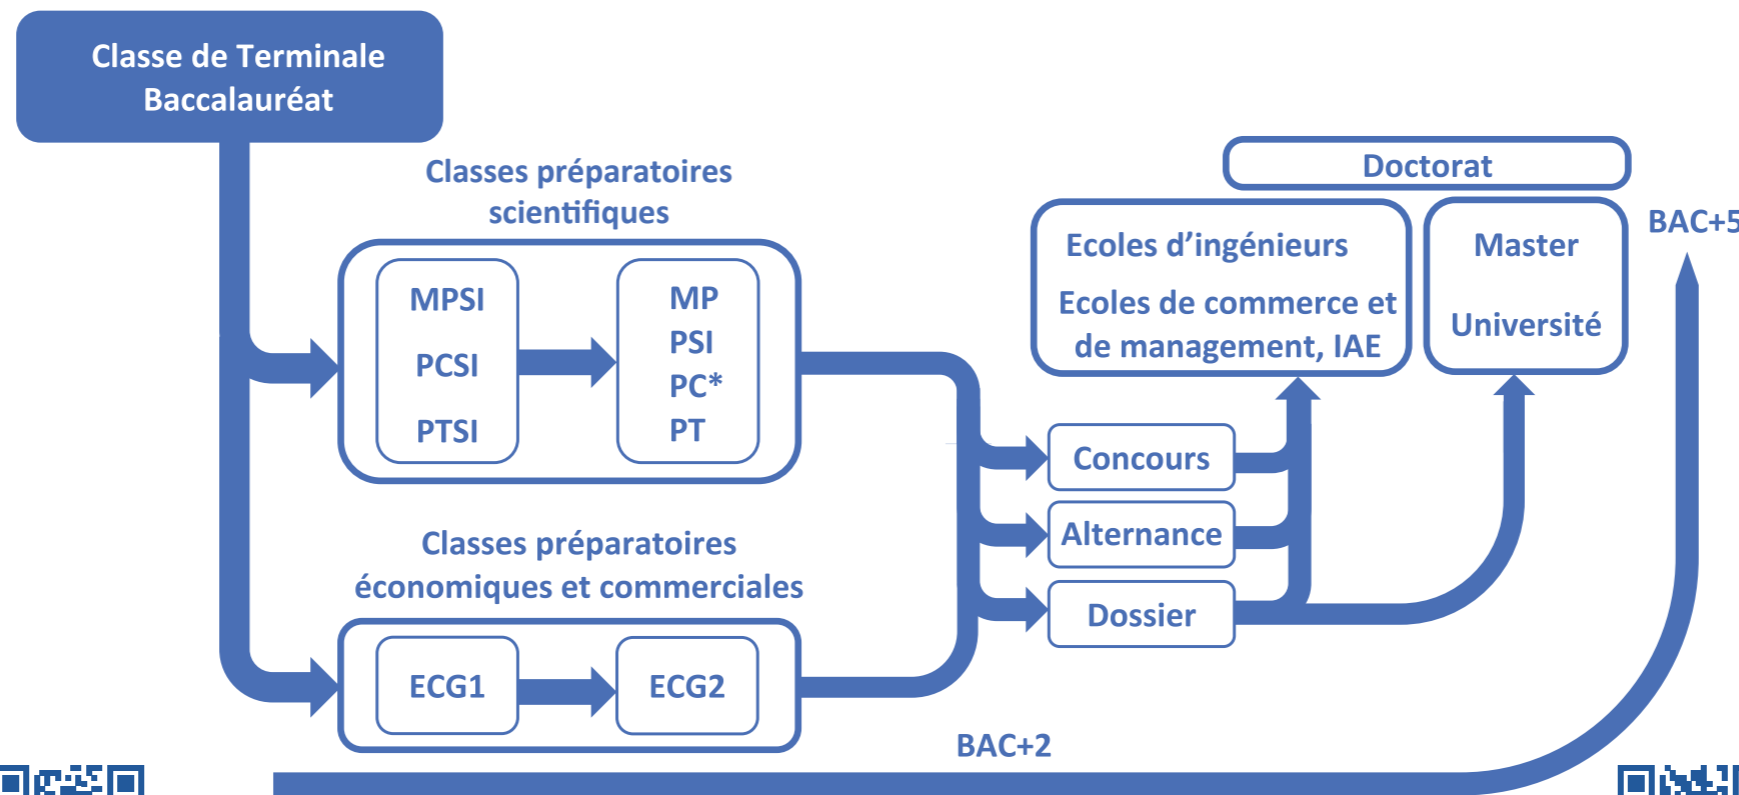 Classe de Terminale
Baccalauréat
Classes préparatoires
scientifiques
MPSI
PCSI
PTSI
MP
PSI
PC*
PT
Classes préparatoires
économiques et commerciales
ECG1
ECG2
Concours
Alternance
Dossier
Doctorat
Ecoles d’ingénieurs
Ecoles de commerce et
de management, IAE
Master
Université
BAC+5
BAC+2